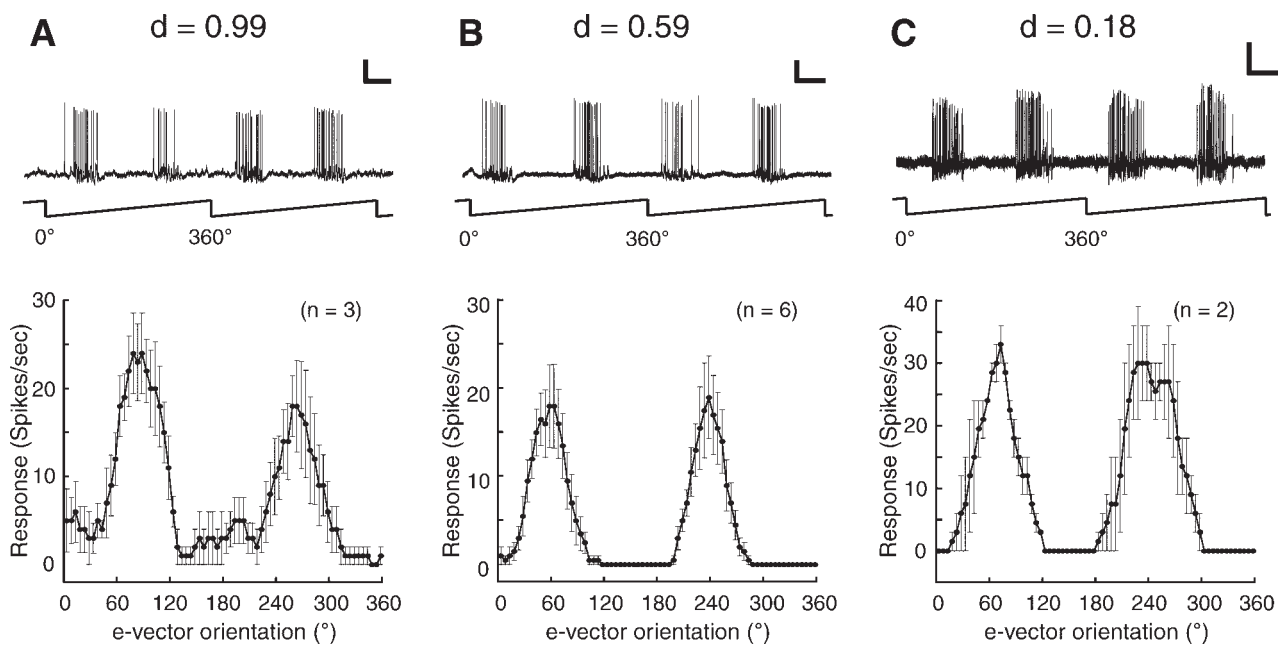 A d = 0.99
0° 360°
(n = 3)
Response (Spikes/sec)
30
20
10
0
0 60 120 180 240 300 360
e-vector orientation (°)
B d = 0.59
0° 360°
(n = 6)
Response (Spikes/sec)
30
20
10
0
0 60 120 180 240 300 360
e-vector orientation (°)
C d = 0.18
0° 360°
(n = 2)
Response (Spikes/sec)
40
30
20
10
0
0 60 120 180 240 300 360
e-vector orientation (°)